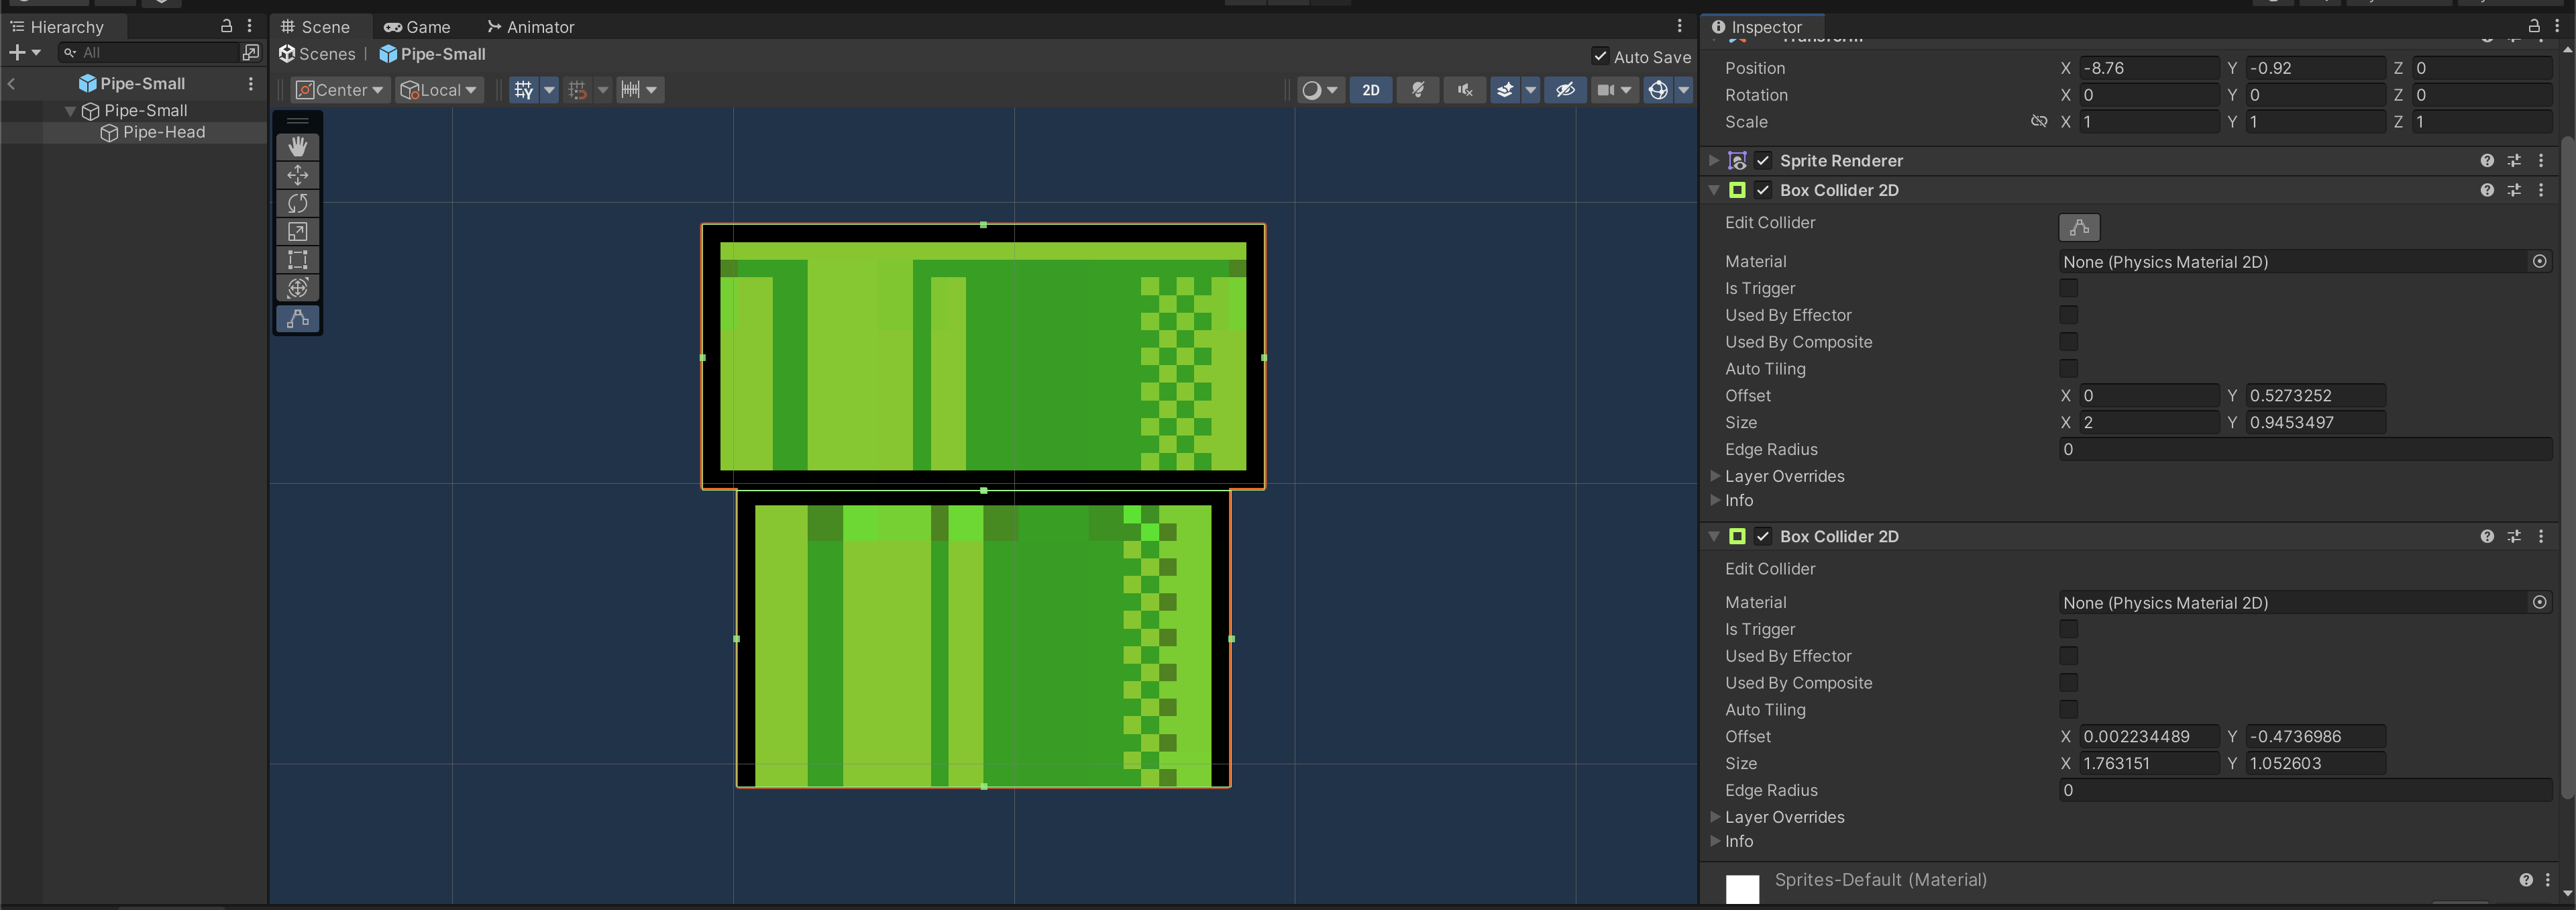 Hierarchy
All
Pipe-Small
Pipe-Small
Pipe-Head
Scene Game Animator
Scenes Pipe-Small Auto Save
Center Local 2D
Inspector
Transform
Position X -8.76 Y -0.92 Z 0
Rotation X 0 Y 0 Z 0
Scale X 1 Y 1 Z 1
Sprite Renderer
Box Collider 2D
Edit Collider
Material None (Physics Material 2D)
Is Trigger
Used By Effector
Used By Composite
Auto Tiling
Offset X 0 Y 0.5273252
Size X 2 Y 0.9453497
Edge Radius 0
Layer Overrides
Info
Box Collider 2D
Edit Collider
Material None (Physics Material 2D)
Is Trigger
Used By Effector
Used By Composite
Auto Tiling
Offset X 0.002234489 Y -0.4736986
Size X 1.763151 Y 1.052603
Edge Radius 0
Layer Overrides
Info
Sprites-Default (Material)